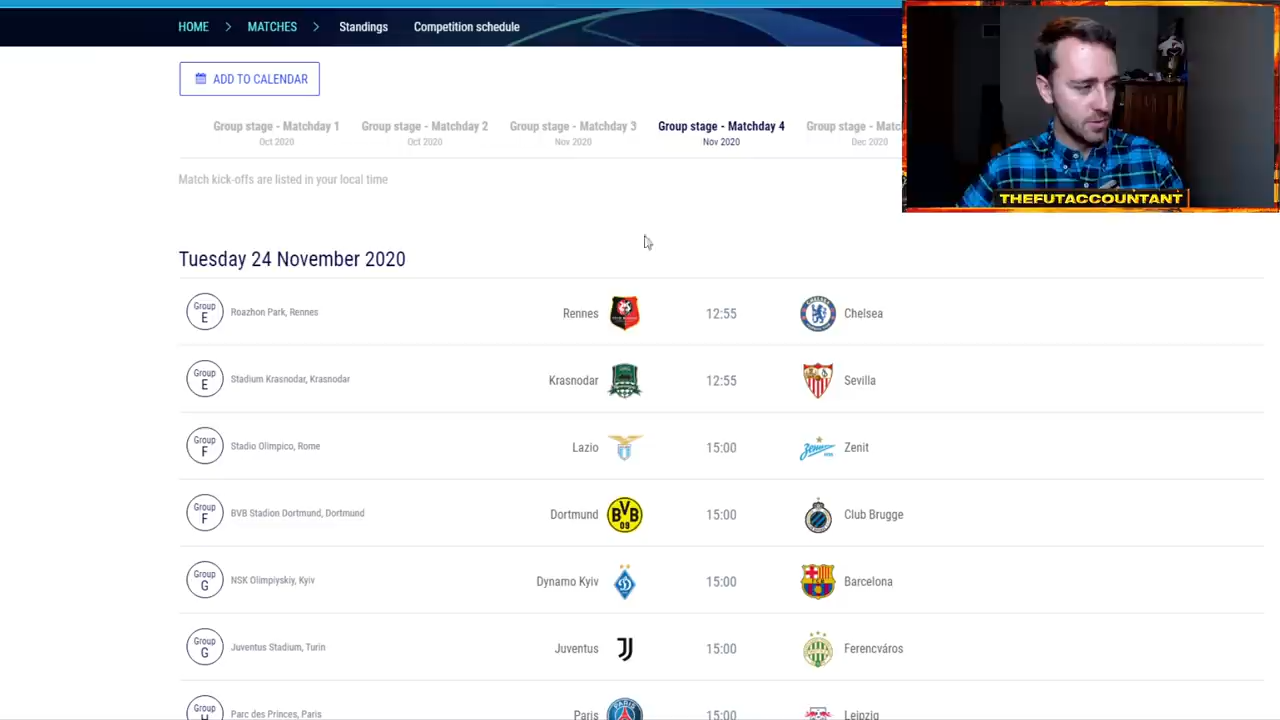 HOME > MATCHES > Standings Competition schedule
ADD TO CALENDAR
Group stage - Matchday 1 Group stage - Matchday 2 Group stage - Matchday 3 Group stage - Matchday 4 Group stage - Matc
Oct 2020 Oct 2020 Nov 2020 Nov 2020 Dec 2020
THEFUTACCOUNTANT
Match kick-offs are listed in your local time
Tuesday 24 November 2020
Group E Roazhon Park, Rennes Rennes 12:55 Chelsea
Group E Stadium Krasnodar, Krasnodar Krasnodar 12:55 Sevilla
Group F Stadio Olimpico, Rome Lazio 15:00 Zenit
Group F BVB Stadion Dortmund, Dortmund Dortmund BVB 09 15:00 Club Brugge
Group G NSK Olimpiyskiy, Kyiv Dynamo Kyiv 15:00 Barcelona
Group G Juventus Stadium, Turin Juventus 15:00 Ferencváros
Group H Parc des Princes, Paris Paris 15:00 Leipzig